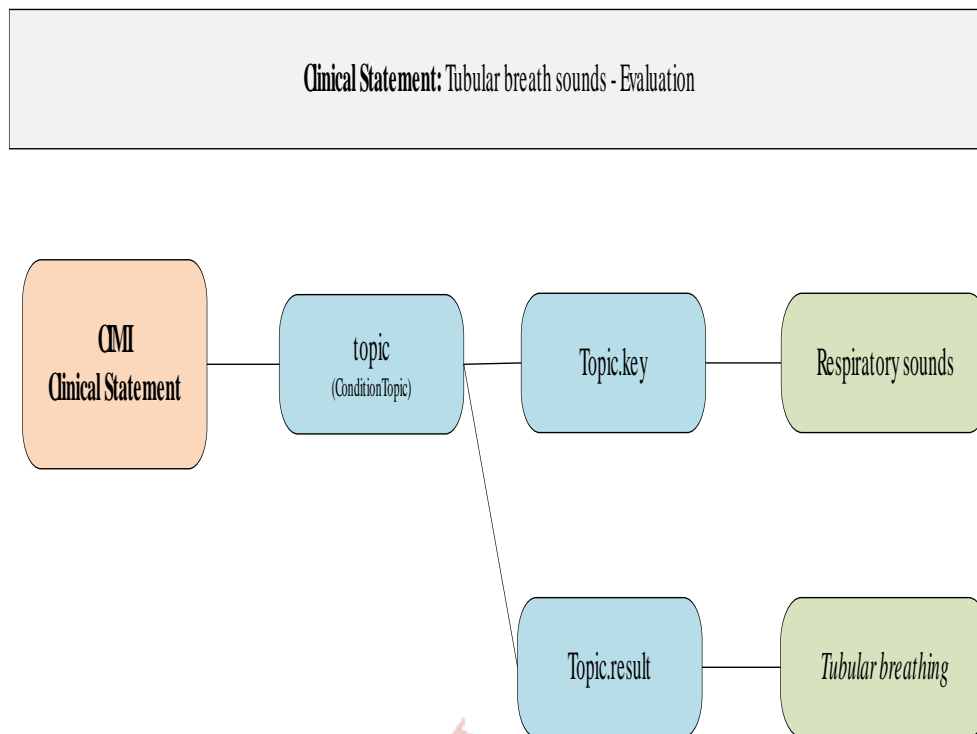 Clinical Statement: Tubular breath sounds - Evaluation
CIMI
Clinical Statement
topic
(ConditionTopic)
Topic.key
Respiratory sounds
Topic.result
Tubular breathing